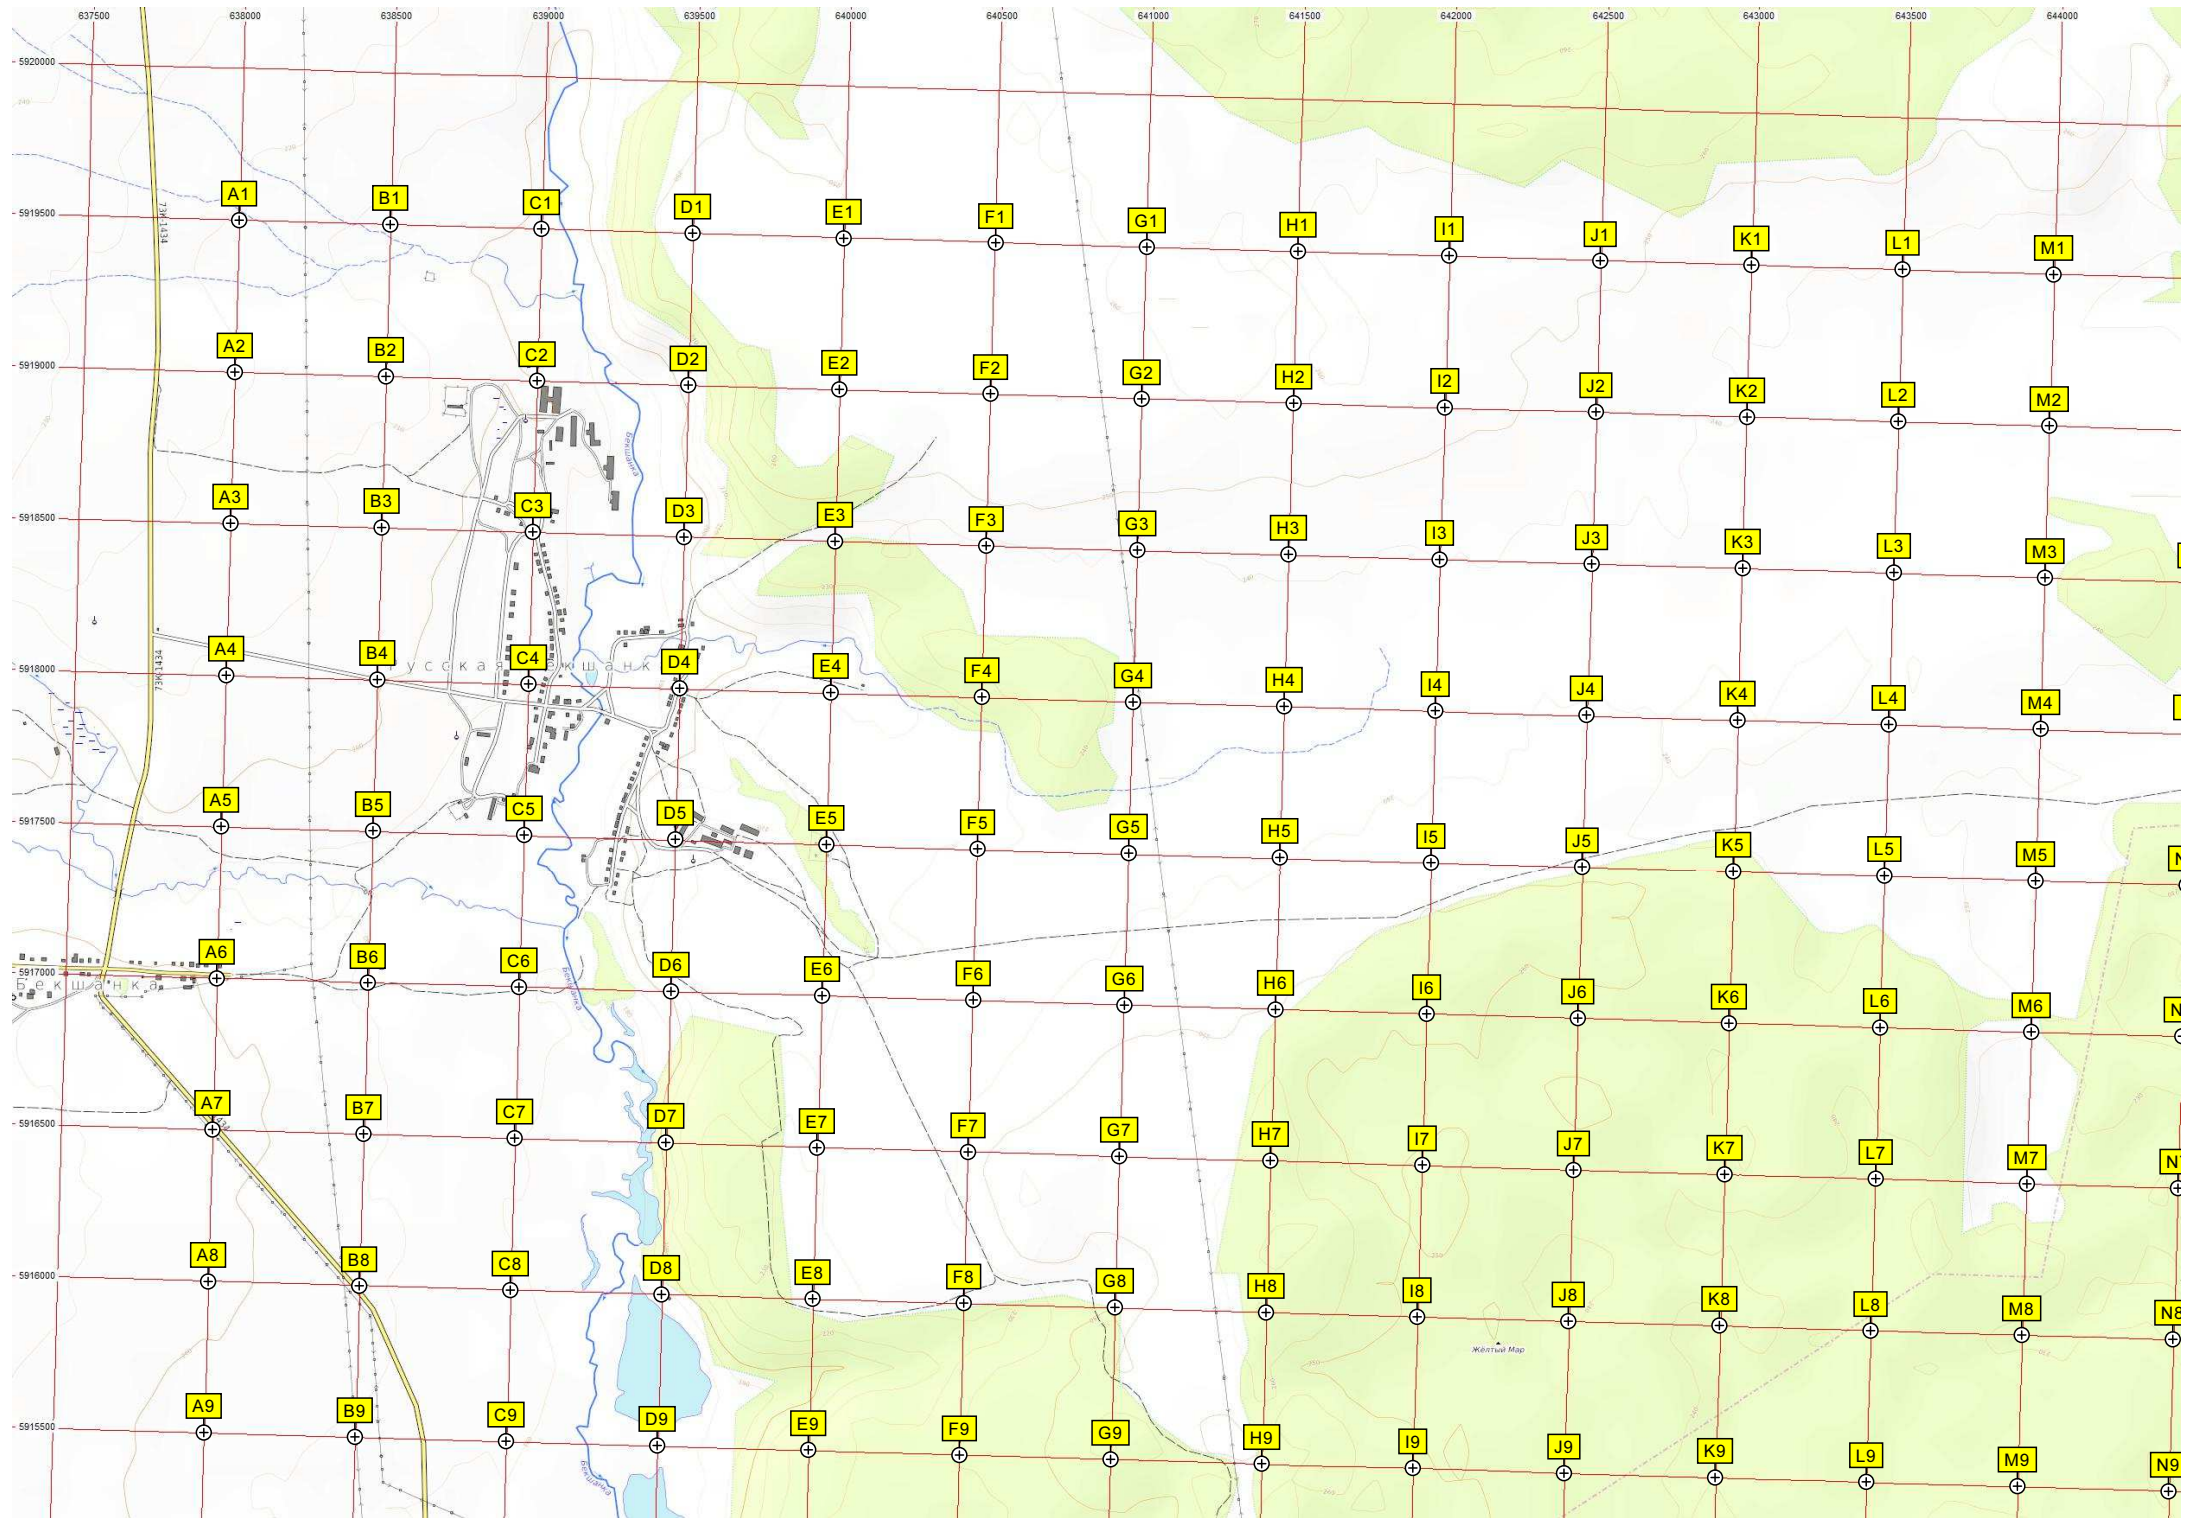 637500 638000 638500 639000 639500 640000 640500 641000 641500 642000 642500 643000 643500 644000
5920000
73К-1434
A1 B1 C1 D1 E1 F1 G1 H1 I1 J1 K1 L1 M1
5919500
A2 B2 C2 D2 E2 F2 G2 H2 I2 J2 K2 L2 M2
5919000
Бекшанка
A3 B3 C3 D3 E3 F3 G3 H3 I3 J3 K3 L3 M3
5918500
73К-1434
A4 B4 C4 D4 E4 F4 G4 H4 I4 J4 K4 L4 M4
5918000
A5 B5 C5 D5 E5 F5 G5 H5 I5 J5 K5 L5 M5
5917500
A6 B6 C6 D6 E6 F6 G6 H6 I6 J6 K6 L6 M6
5917000
Бекшанка
Бекшанка
A7 B7 C7 D7 E7 F7 G7 H7 I7 J7 K7 L7 M7
5916500
A8 B8 C8 D8 E8 F8 G8 H8 I8 J8 K8 L8 M8 N8
5916000
Жёлтый Мар
A9 B9 C9 D9 E9 F9 G9 H9 I9 J9 K9 L9 M9 N9
5915500
Бекшанка